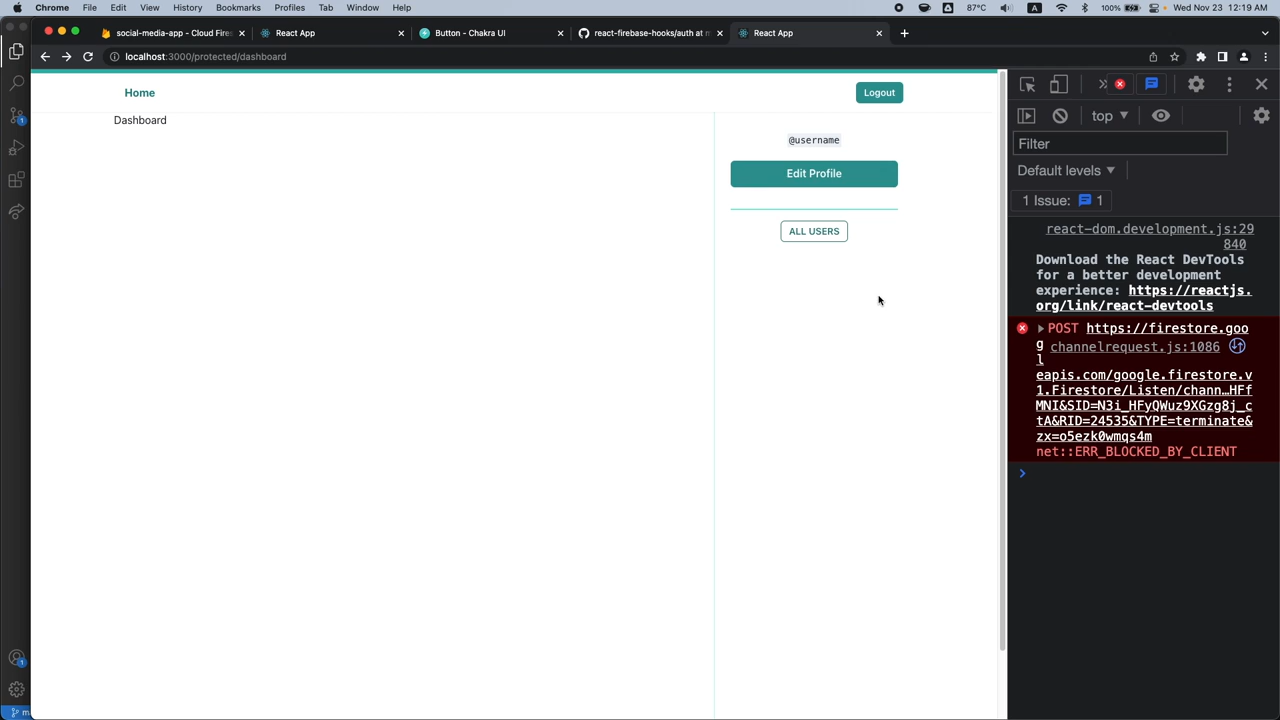 Chrome File Edit View History Bookmarks Profiles Tab Window Help 87°C A 100% Wed Nov 23 12:19 AM
social-media-app - Cloud Fires React App Button - Chakra UI react-firebase-hooks/auth at m React App
localhost:3000/protected/dashboard
Home Logout
Dashboard
@username
Edit Profile
ALL USERS
top
Filter
Default levels
1 Issue: 1
react-dom.development.js:29
840
Download the React DevTools
for a better development
experience: https://reactjs.
org/link/react-devtools
POST https://firestore.goo
g channelrequest.js:1086
l
eapis.com/google.firestore.v
1.Firestore/Listen/chann…HFf
MNI&SID=N3i_HFyQWuz9XGzg8j_c
tA&RID=24535&TYPE=terminate&
zx=o5ezk0wmqs4m
net::ERR_BLOCKED_BY_CLIENT